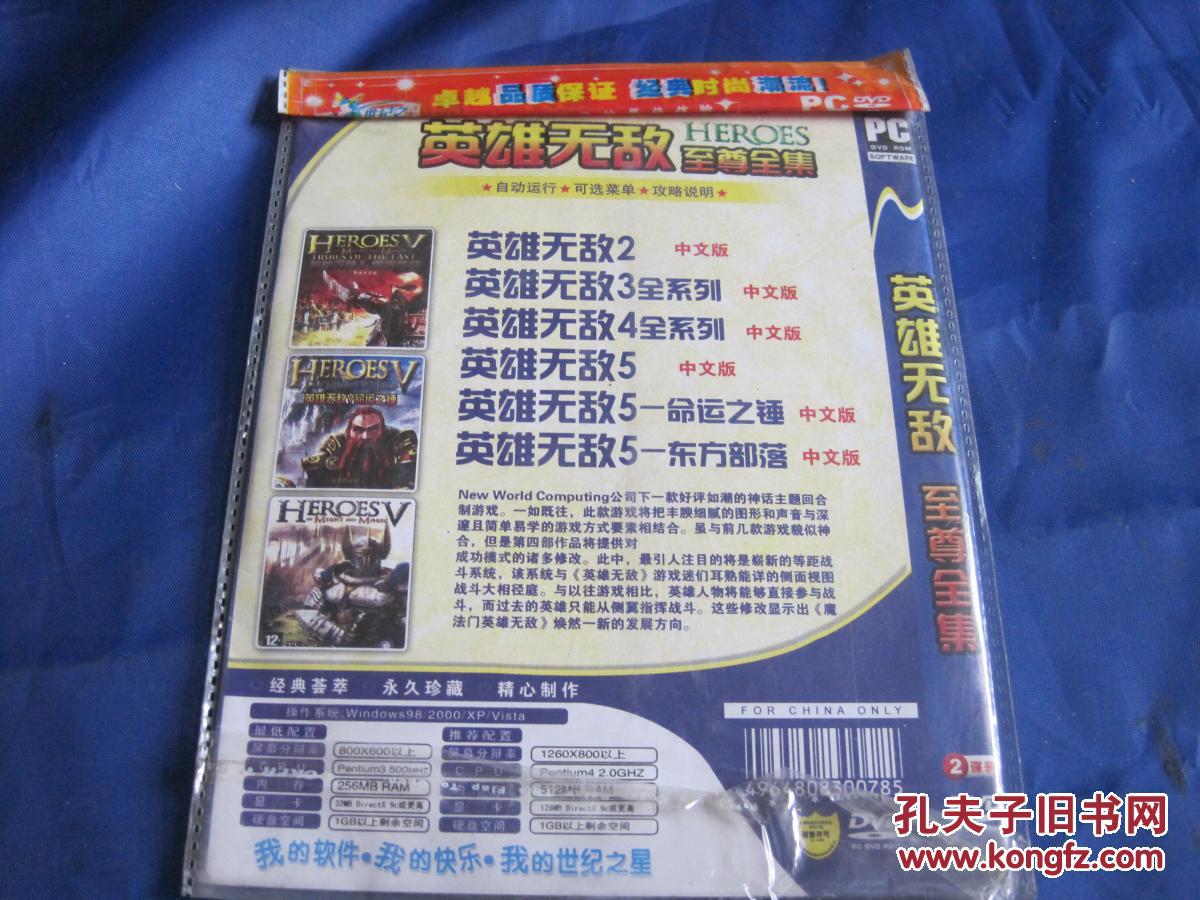 卓越品质保证 经典时尚潮流!
PC DVD
英雄无敌 HEROES
至尊全集
★自动运行★可选菜单★攻略说明★
PC
DVD ROM
SOFTWARE
HEROES V
TRIBES OF THE EAST
英雄无敌2 中文版
英雄无敌3全系列 中文版
英雄无敌4全系列 中文版
英雄无敌5 中文版
英雄无敌5—命运之锤 中文版
英雄无敌5—东方部落 中文版
HEROES V
英雄无敌V命运之锤
HEROES V
OF MIGHT AND MAGIC
12
New World Computing公司下一款好评如潮的神话主题回合
制游戏。一如既往，此款游戏将把丰腴细腻的图形和声音与深
邃且简单易学的游戏方式要素相结合。虽与前几款游戏貌似神
合，但是第四部作品将提供对
成功模式的诸多修改。此中，最引人注目的将是崭新的等距战
斗系统，该系统与《英雄无敌》游戏迷们耳熟能详的侧面视图
战斗大相径庭。与以往游戏相比，英雄人物将能够直接参与战
斗，而过去的英雄只能从侧冀指挥战斗。这些修改显示出《魔
法门英雄无敌》焕然一新的发展方向。
英雄无敌 至尊全集
经典荟萃 永久珍藏 精心制作
操作系统:Windows98/2000/XP/Vista
最低配置
屏幕分辩率 800X600以上
CPU Pentium3 500MHZ
内存 256MB RAM
显卡 32MB DirectX 9c或更高
硬盘空间 1GB以上剩余空间
推荐配置
屏幕分辩率 1260X800以上
CPU Pentium4 2.0GHZ
512MB RAM
显卡 128MB DirectX 9c或更高
硬盘空间 1GB以上剩余空间
我的软件·我的快乐·我的世纪之星
FOR CHINA ONLY
4964808300785
2碟装
DVD
PC DVD ROM
孔夫子旧书网
www.kongfz.com